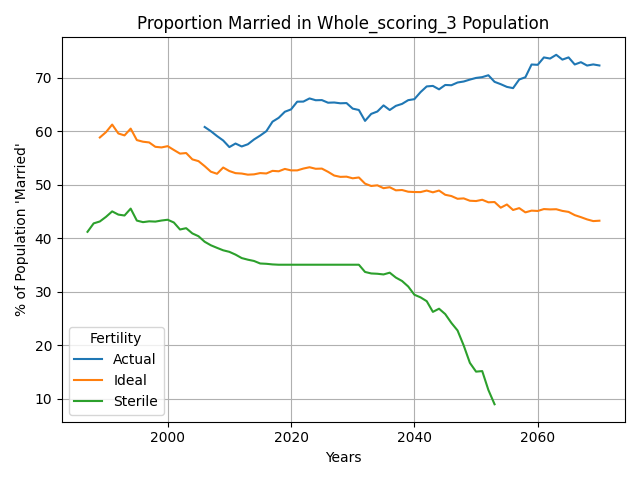 Proportion Married in Whole_scoring_3 Population
% of Population 'Married'
70
60
50
40
30
20
10
Fertility
Actual
Ideal
Sterile
2000 2020 2040 2060
Years